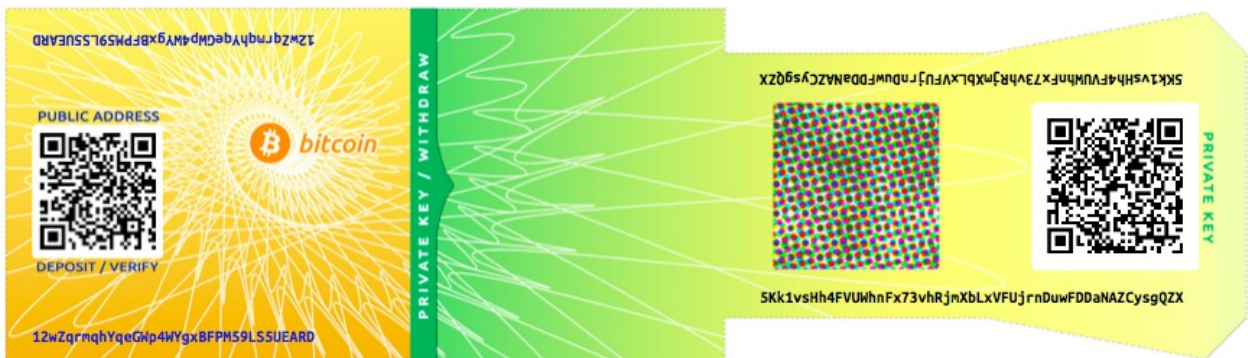 12wZqrmqhYqeGWp4WYgxBFPM59LS5UEARD
PUBLIC ADDRESS
bitcoin
DEPOSIT / VERIFY
12wZqrmqhYqeGWp4WYgxBFPM59LS5UEARD
PRIVATE KEY / WITHDRAW
5Kk1vsHh4FVUWhnFx73vhRjmXbLxVFUjrnDuwFDDaNAZCysgQZX
PRIVATE KEY
5Kk1vsHh4FVUWhnFx73vhRjmXbLxVFUjrnDuwFDDaNAZCysgQZX